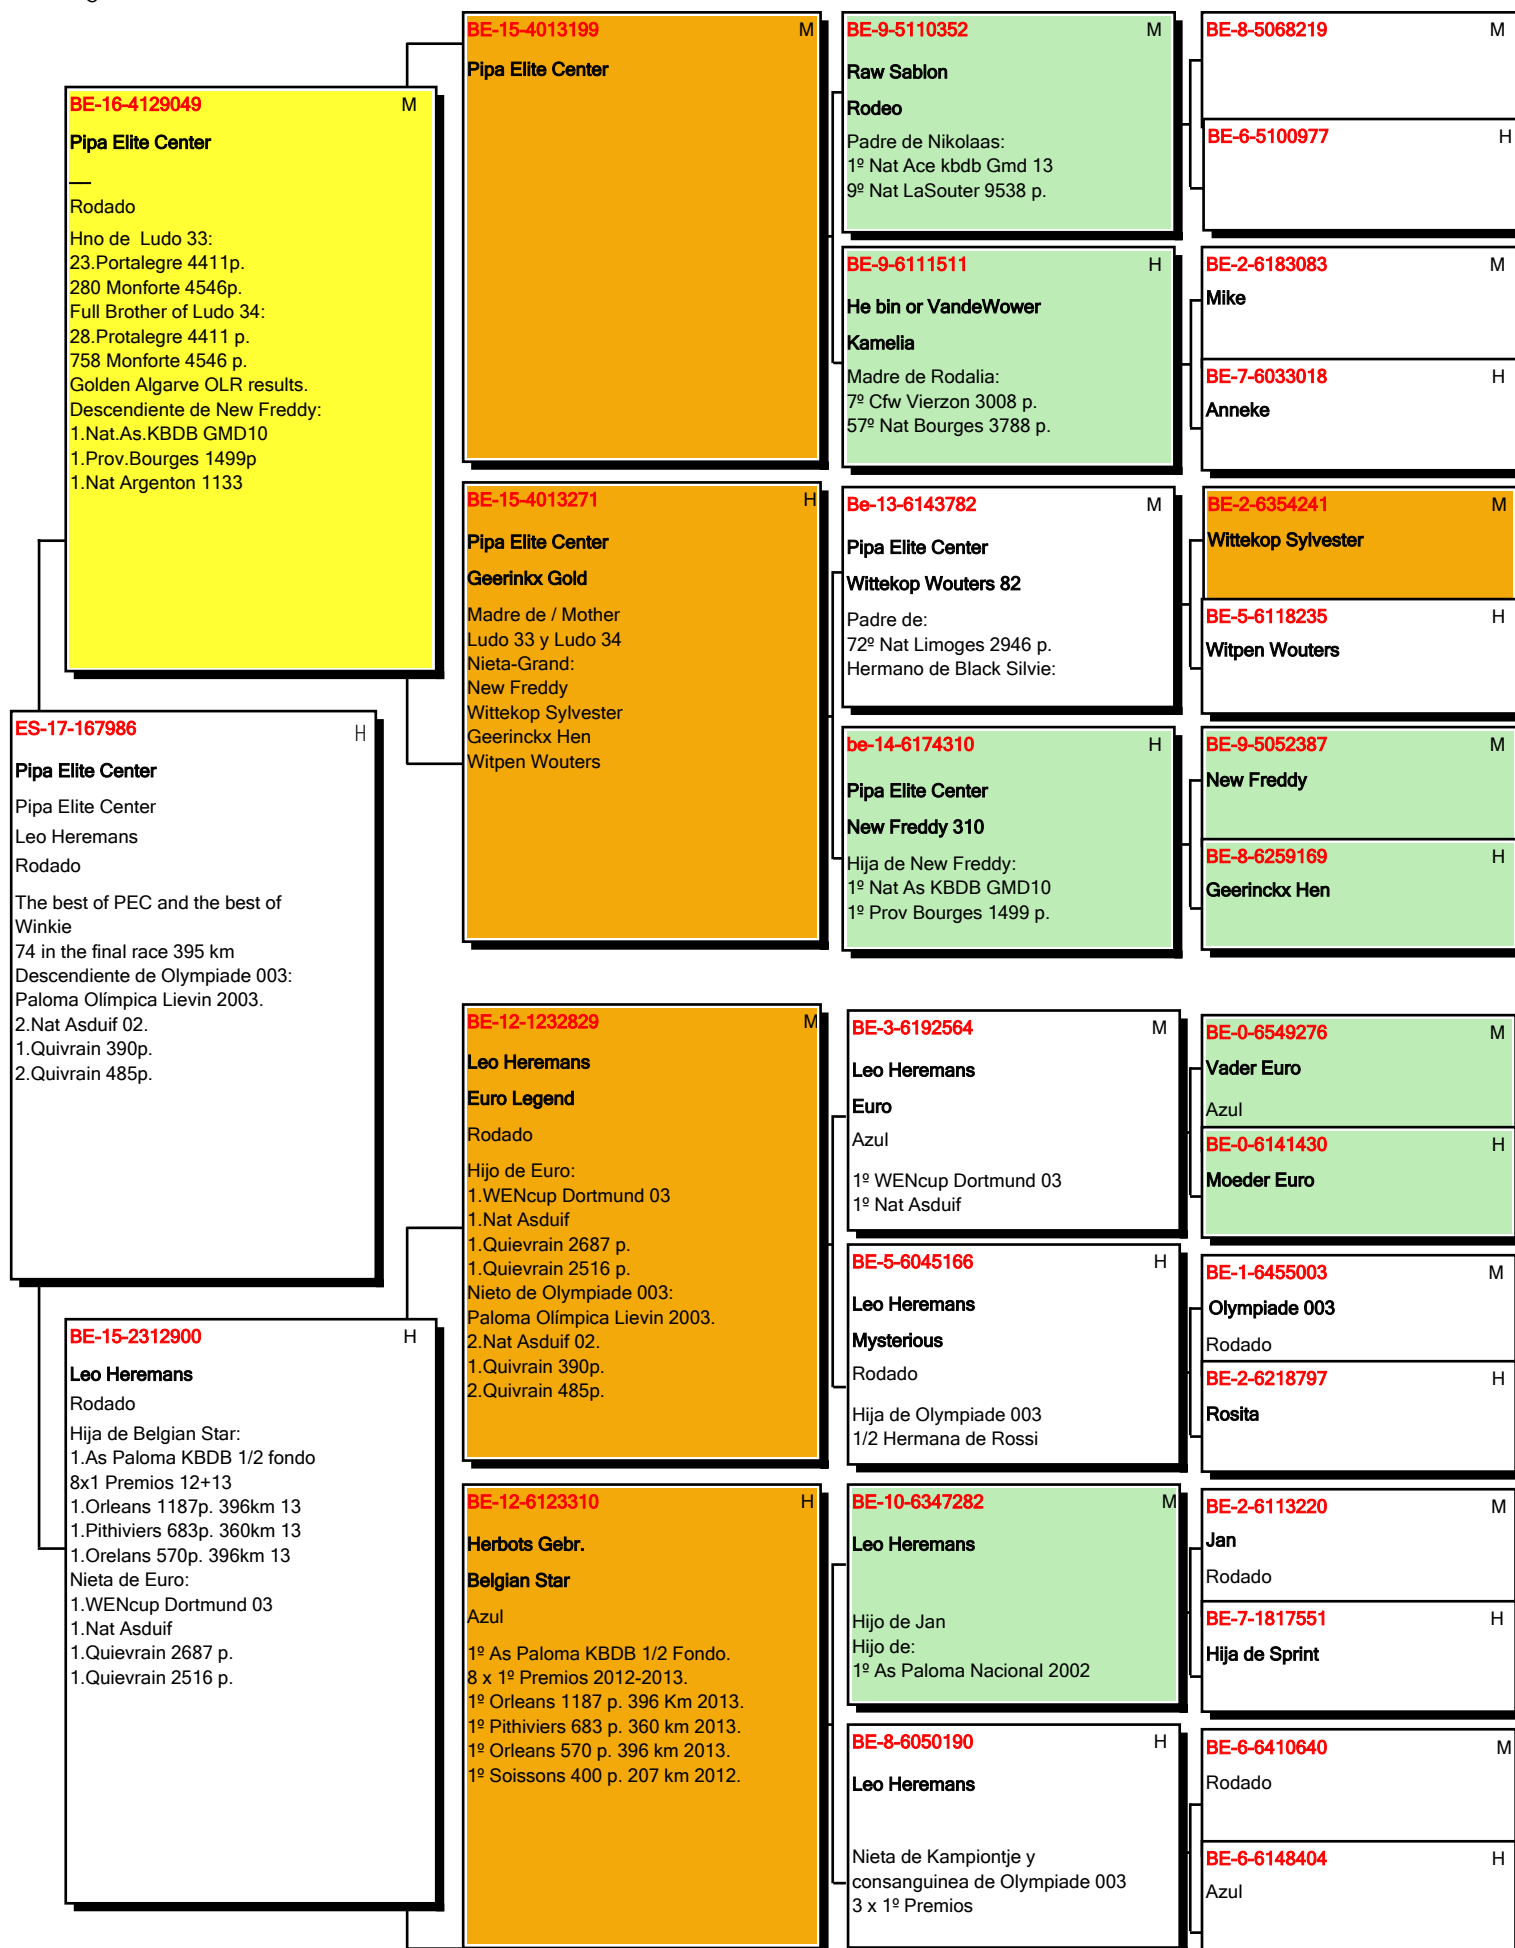 ES-17-167986 H
Pipa Elite Center
Pipa Elite Center
Leo Heremans
Rodado
The best of PEC and the best of
Winkie
74 in the final race 395 km
Descendiente de Olympiade 003:
Paloma Olímpica Lievin 2003.
2.Nat Asduif 02.
1.Quivrain 390p.
2.Quivrain 485p.
BE-16-4129049 M
Pipa Elite Center
__
Rodado
Hno de Ludo 33:
23.Portalegre 4411p.
280 Monforte 4546p.
Full Brother of Ludo 34:
28.Protalegre 4411 p.
758 Monforte 4546 p.
Golden Algarve OLR results.
Descendiente de New Freddy:
1.Nat.As.KBDB GMD10
1.Prov.Bourges 1499p
1.Nat Argenton 1133
BE-15-2312900 H
Leo Heremans
Rodado
Hija de Belgian Star:
1.As Paloma KBDB 1/2 fondo
8x1 Premios 12+13
1.Orleans 1187p. 396km 13
1.Pithiviers 683p. 360km 13
1.Orelans 570p. 396km 13
Nieta de Euro:
1.WENcup Dortmund 03
1.Nat Asduif
1.Quievrain 2687 p.
1.Quievrain 2516 p.
BE-15-4013199 M
Pipa Elite Center
BE-15-4013271 H
Pipa Elite Center
Geerinkx Gold
Madre de / Mother
Ludo 33 y Ludo 34
Nieta-Grand:
New Freddy
Wittekop Sylvester
Geerinckx Hen
Witpen Wouters
BE-12-1232829 M
Leo Heremans
Euro Legend
Rodado
Hijo de Euro:
1.WENcup Dortmund 03
1.Nat Asduif
1.Quievrain 2687 p.
1.Quievrain 2516 p.
Nieto de Olympiade 003:
Paloma Olímpica Lievin 2003.
2.Nat Asduif 02.
1.Quivrain 390p.
2.Quivrain 485p.
BE-12-6123310 H
Herbots Gebr.
Belgian Star
Azul
1º As Paloma KBDB 1/2 Fondo.
8 x 1º Premios 2012-2013.
1º Orleans 1187 p. 396 Km 2013.
1º Pithiviers 683 p. 360 km 2013.
1º Orleans 570 p. 396 km 2013.
1º Soissons 400 p. 207 km 2012.
BE-9-5110352 M
Raw Sablon
Rodeo
Padre de Nikolaas:
1º Nat Ace kbdb Gmd 13
9º Nat LaSouter 9538 p.
BE-9-6111511 H
He bin or VandeWower
Kamelia
Madre de Rodalia:
7º Cfw Vierzon 3008 p.
57º Nat Bourges 3788 p.
Be-13-6143782 M
Pipa Elite Center
Wittekop Wouters 82
Padre de:
72º Nat Limoges 2946 p.
Hermano de Black Silvie:
be-14-6174310 H
Pipa Elite Center
New Freddy 310
Hija de New Freddy:
1º Nat As KBDB GMD10
1º Prov Bourges 1499 p.
BE-3-6192564 M
Leo Heremans
Euro
Azul
1º WENcup Dortmund 03
1º Nat Asduif
BE-5-6045166 H
Leo Heremans
Mysterious
Rodado
Hija de Olympiade 003
1/2 Hermana de Rossi
BE-10-6347282 M
Leo Heremans
Hijo de Jan
Hijo de:
1º As Paloma Nacional 2002
BE-8-6050190 H
Leo Heremans
Nieta de Kampiontje y
consanguinea de Olympiade 003
3 x 1º Premios
BE-8-5068219 M
BE-6-5100977 H
BE-2-6183083 M
Mike
BE-7-6033018 H
Anneke
BE-2-6354241 M
Wittekop Sylvester
BE-5-6118235 H
Witpen Wouters
BE-9-5052387 M
New Freddy
BE-8-6259169 H
Geerinckx Hen
BE-0-6549276 M
Vader Euro
Azul
BE-0-6141430 H
Moeder Euro
BE-1-6455003 M
Olympiade 003
Rodado
BE-2-6218797 H
Rosita
BE-2-6113220 M
Jan
Rodado
BE-7-1817551 H
Hija de Sprint
BE-6-6410640 M
Rodado
BE-6-6148404 H
Azul